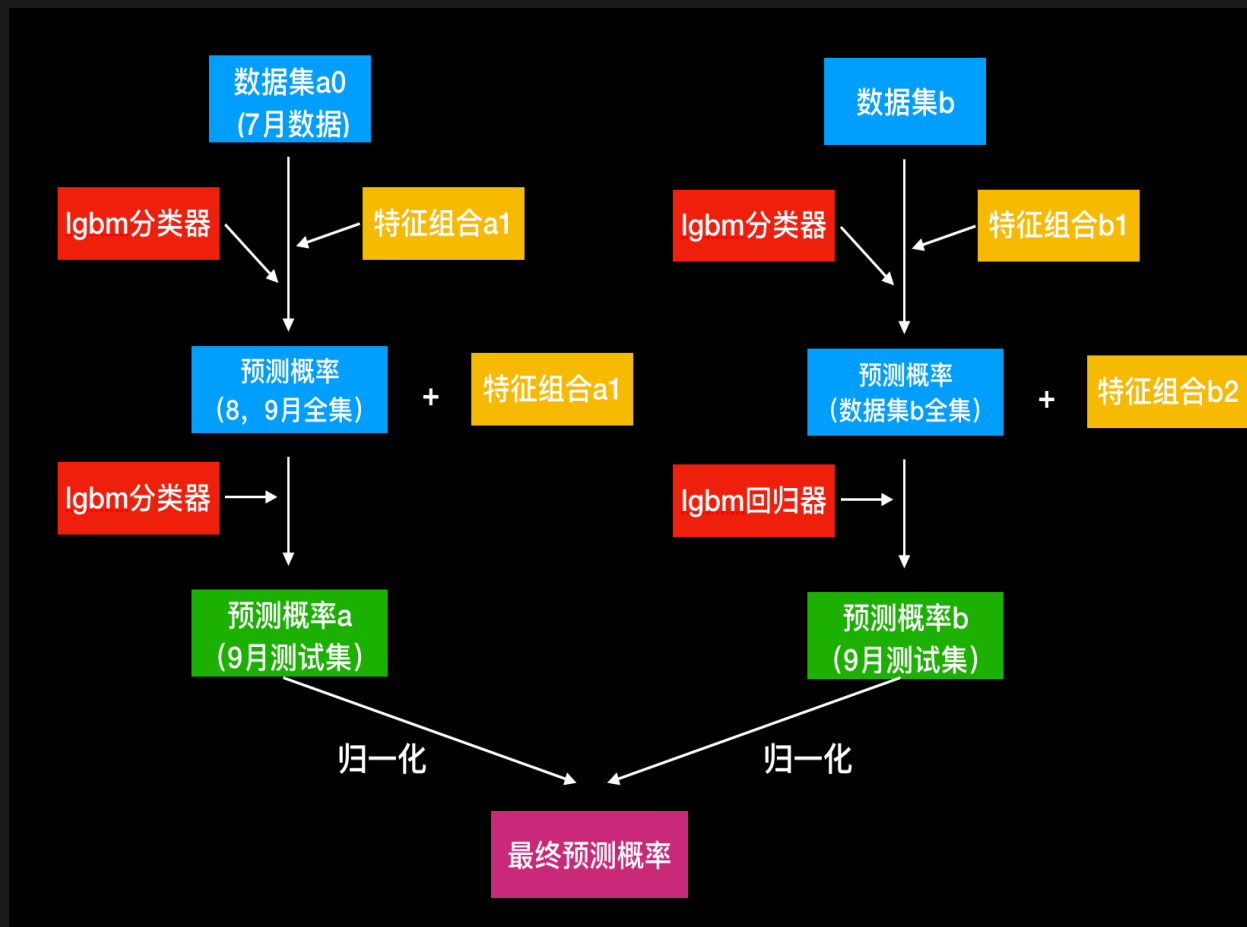 数据集a0
(7月数据)
lgbm分类器
特征组合a1
预测概率
(8，9月全集)
+
特征组合a1
lgbm分类器
预测概率a
(9月测试集)
归一化
数据集b
lgbm分类器
特征组合b1
预测概率
(数据集b全集)
+
特征组合b2
lgbm回归器
预测概率b
(9月测试集)
归一化
最终预测概率